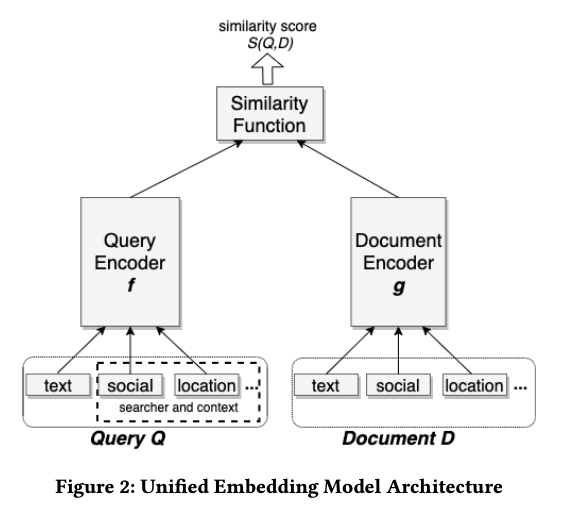 similarity score
S(Q,D)
Similarity
Function
Query
Encoder
f
Document
Encoder
g
text
social
location
...
searcher and context
Query Q
text
social
location
...
Document D
Figure 2: Unified Embedding Model Architecture